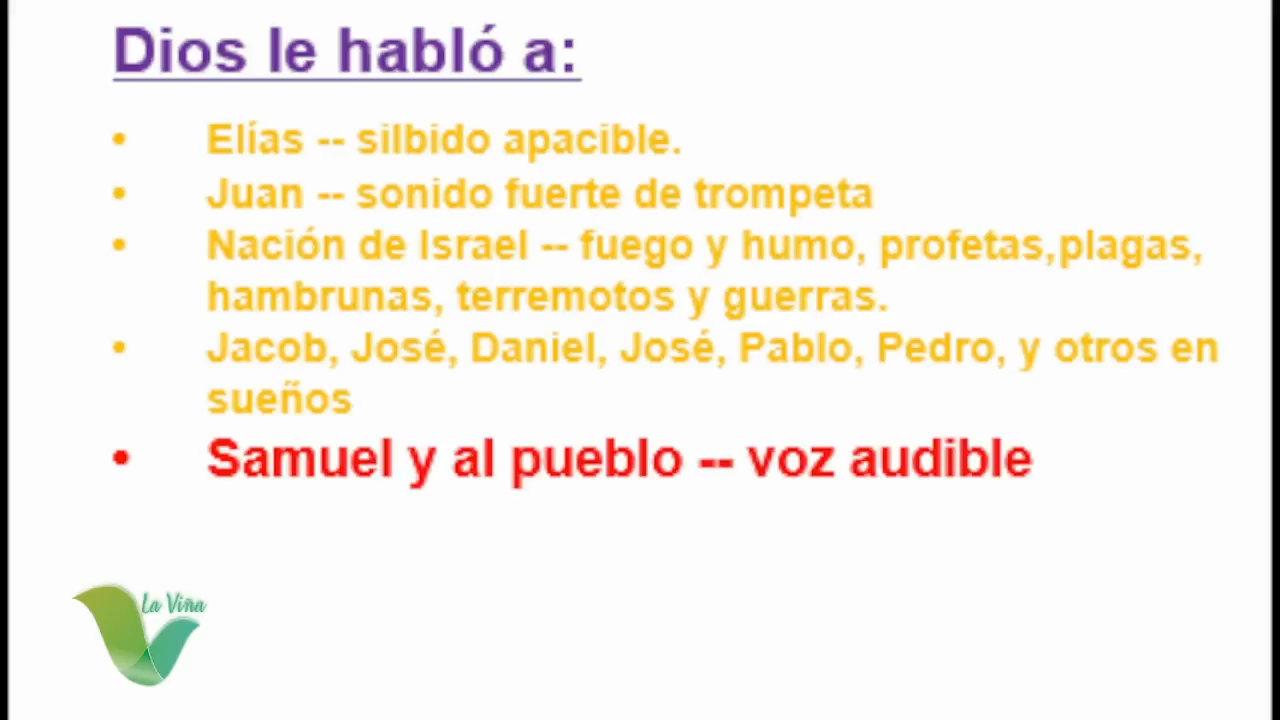 Dios le habló a:
• Elías -- silbido apacible.
• Juan -- sonido fuerte de trompeta
• Nación de Israel -- fuego y humo, profetas,plagas,
hambrunas, terremotos y guerras.
• Jacob, José, Daniel, José, Pablo, Pedro, y otros en
sueños
• Samuel y al pueblo -- voz audible
La Viña